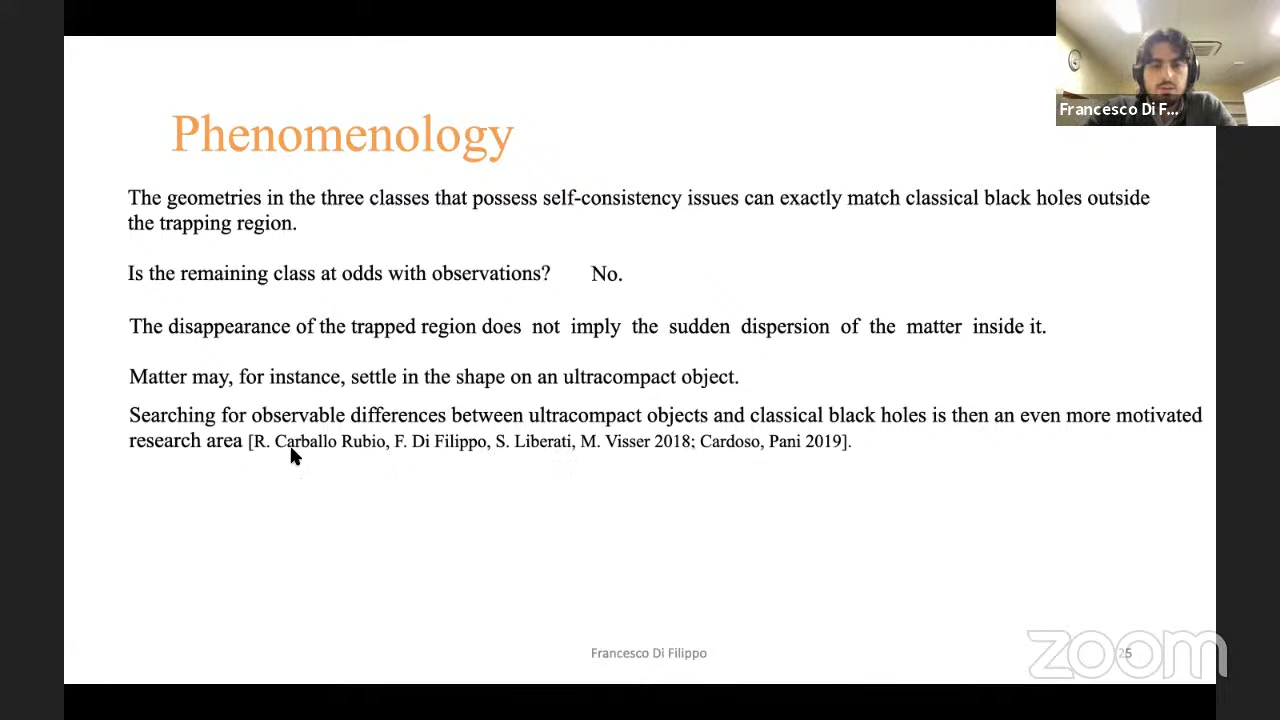 Francesco Di F...
Phenomenology
The geometries in the three classes that possess self-consistency issues can exactly match classical black holes outside
the trapping region.
Is the remaining class at odds with observations? No.
The disappearance of the trapped region does not imply the sudden dispersion of the matter inside it.
Matter may, for instance, settle in the shape on an ultracompact object.
Searching for observable differences between ultracompact objects and classical black holes is then an even more motivated
research area [R. Carballo Rubio, F. Di Filippo, S. Liberati, M. Visser 2018; Cardoso, Pani 2019].
Francesco Di Filippo
25
zoom